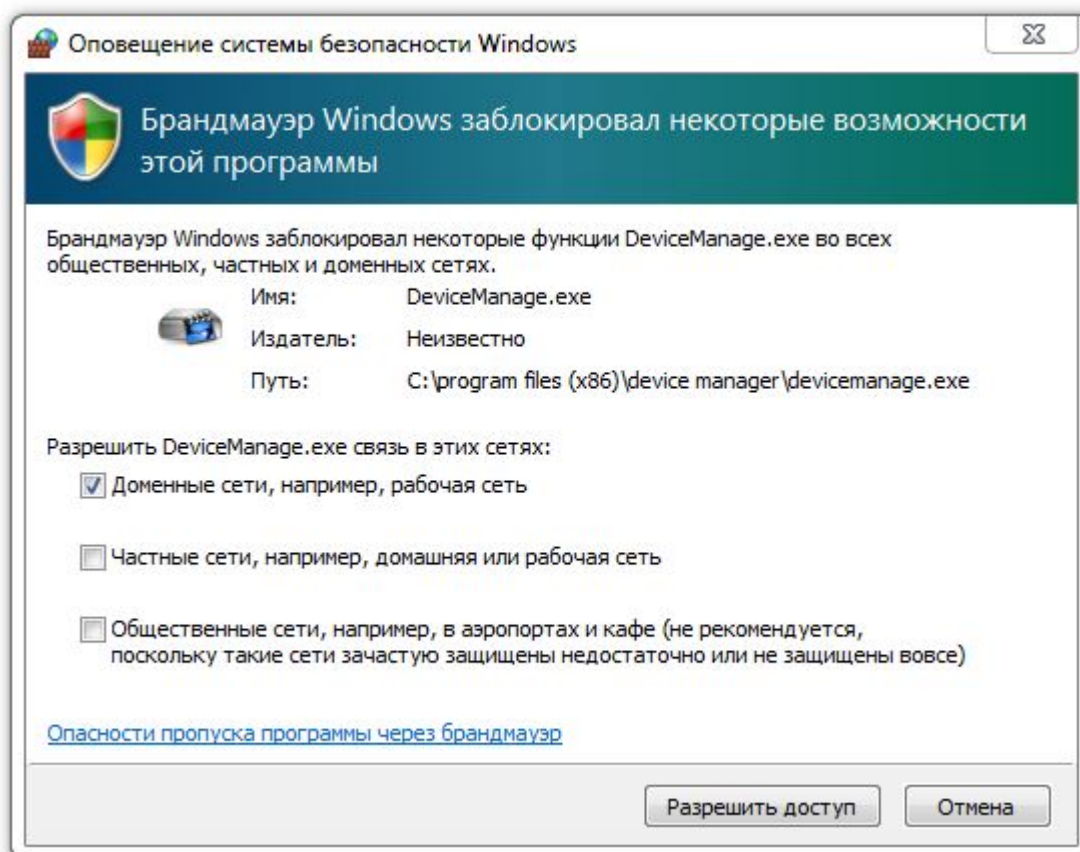 Оповещение системы безопасности Windows
Брандмауэр Windows заблокировал некоторые возможности
этой программы
Брандмауэр Windows заблокировал некоторые функции DeviceManage.exe во всех
общественных, частных и доменных сетях.
Имя: DeviceManage.exe
Издатель: Неизвестно
Путь: C:\program files (x86)\device manager\devicemanage.exe
Разрешить DeviceManage.exe связь в этих сетях:
Доменные сети, например, рабочая сеть
Частные сети, например, домашняя или рабочая сеть
Общественные сети, например, в аэропортах и кафе (не рекомендуется,
поскольку такие сети зачастую защищены недостаточно или не защищены вовсе)
Опасности пропуска программы через брандмауэр
Разрешить доступ Отмена